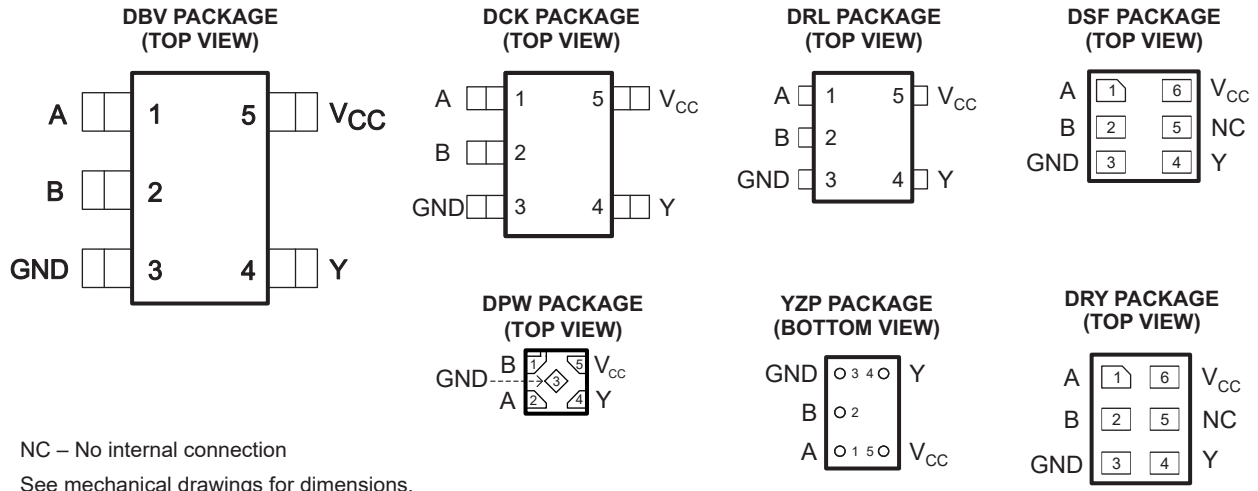 DBV PACKAGE
(TOP VIEW)
A 1 5 VCC
B 2
GND 3 4 Y
DCK PACKAGE
(TOP VIEW)
A 1 5 VCC
B 2
GND 3 4 Y
DRL PACKAGE
(TOP VIEW)
A 1 5 VCC
B 2
GND 3 4 Y
DSF PACKAGE
(TOP VIEW)
A 1 6 VCC
B 2 5 NC
GND 3 4 Y
DPW PACKAGE
(TOP VIEW)
B 1 5 VCC
GND 3
A 2 4 Y
YZP PACKAGE
(BOTTOM VIEW)
GND 3 4 Y
B 2
A 1 5 VCC
DRY PACKAGE
(TOP VIEW)
A 1 6 VCC
B 2 5 NC
GND 3 4 Y
NC – No internal connection
See mechanical drawings for dimensions.